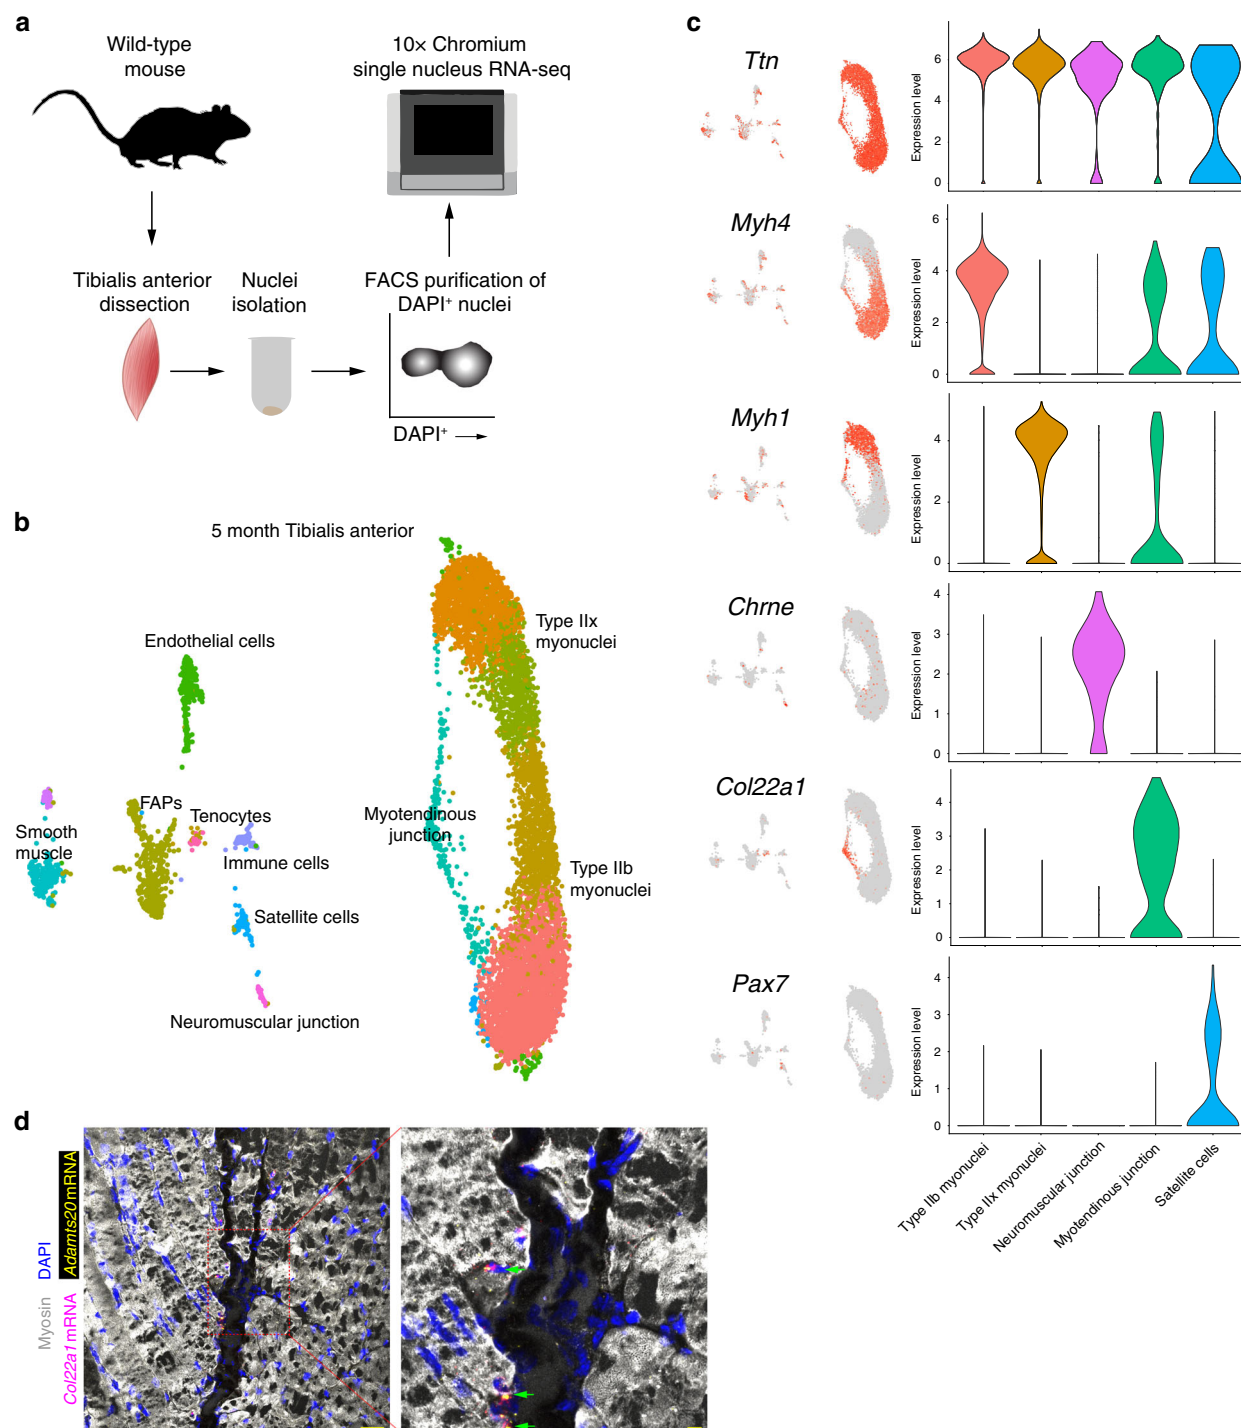 a
Wild-type
mouse
10× Chromium
single nucleus RNA-seq
Tibialis anterior
dissection
Nuclei
isolation
FACS purification of
DAPI⁺ nuclei
DAPI⁺
b
5 month Tibialis anterior
Type IIx
myonuclei
Endothelial cells
FAPs
Tenocytes
Smooth
muscle
Immune cells
Myotendinous
junction
Type IIb
myonuclei
Satellite cells
Neuromuscular junction
c
Ttn
Expression level
6
4
2
0
Myh4
Expression level
6
4
2
0
Myh1
Expression level
4
2
0
Chrne
Expression level
4
3
2
1
0
Col22a1
Expression level
4
3
2
1
0
Pax7
Expression level
4
3
2
1
0
Type IIb myonuclei
Type IIx myonuclei
Neuromuscular junction
Myotendinous junction
Satellite cells
d
Myosin DAPI
Col22a1 mRNA Adamts20 mRNA